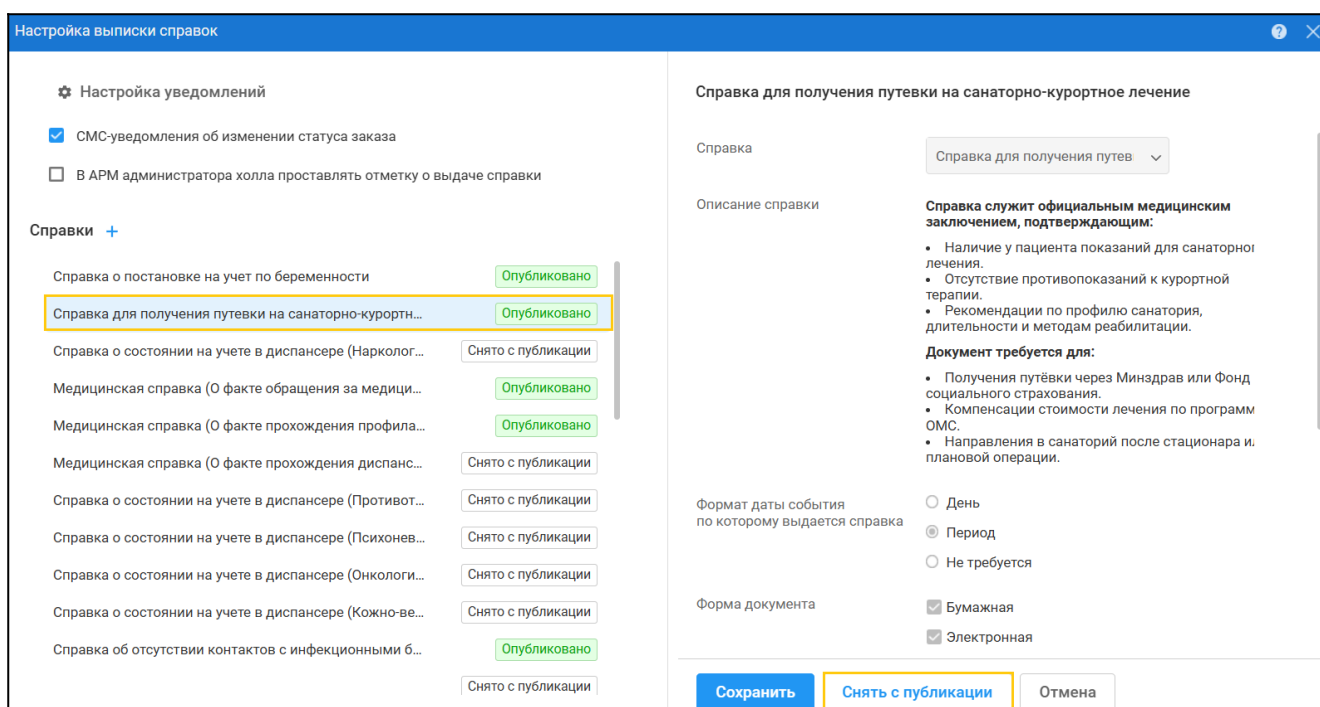 Настройка выписки справок
Настройка уведомлений
СМС-уведомления об изменении статуса заказа
В АРМ администратора холла проставлять отметку о выдаче справки
Справки +
Справка о постановке на учет по беременности Опубликовано
Справка для получения путевки на санаторно-курортн... Опубликовано
Справка о состоянии на учете в диспансере (Нарколог... Снято с публикации
Медицинская справка (О факте обращения за медици... Опубликовано
Медицинская справка (О факте прохождения профила... Опубликовано
Медицинская справка (О факте прохождения диспанс... Снято с публикации
Справка о состоянии на учете в диспансере (Противот... Снято с публикации
Справка о состоянии на учете в диспансере (Психонев... Снято с публикации
Справка о состоянии на учете в диспансере (Онкологи... Снято с публикации
Справка о состоянии на учете в диспансере (Кожно-ве... Снято с публикации
Справка об отсутствии контактов с инфекционными б... Опубликовано
Снято с публикации
Справка для получения путевки на санаторно-курортное лечение
Справка
Справка для получения путев
Описание справки
Справка служит официальным медицинским
заключением, подтверждающим:
• Наличие у пациента показаний для санаторног
лечения.
• Отсутствие противопоказаний к курортной
терапии.
• Рекомендации по профилю санатория,
длительности и методам реабилитации.
Документ требуется для:
• Получения путёвки через Минздрав или Фонд
социального страхования.
• Компенсации стоимости лечения по программ
ОМС.
• Направления в санаторий после стационара ил
плановой операции.
Формат даты события
по которому выдается справка
День
Период
Не требуется
Форма документа
Бумажная
Электронная
Сохранить
Снять с публикации
Отмена